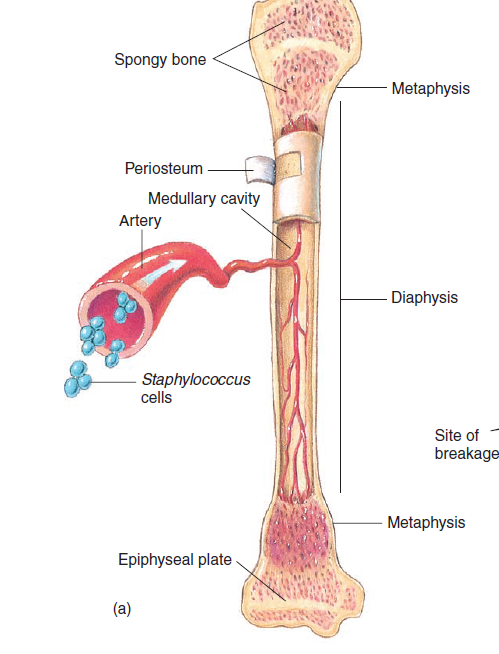 Spongy bone
Metaphysis
Periosteum
Medullary cavity
Artery
Diaphysis
Staphylococcus
cells
Site of
breakage
Metaphysis
Epiphyseal plate
(a)